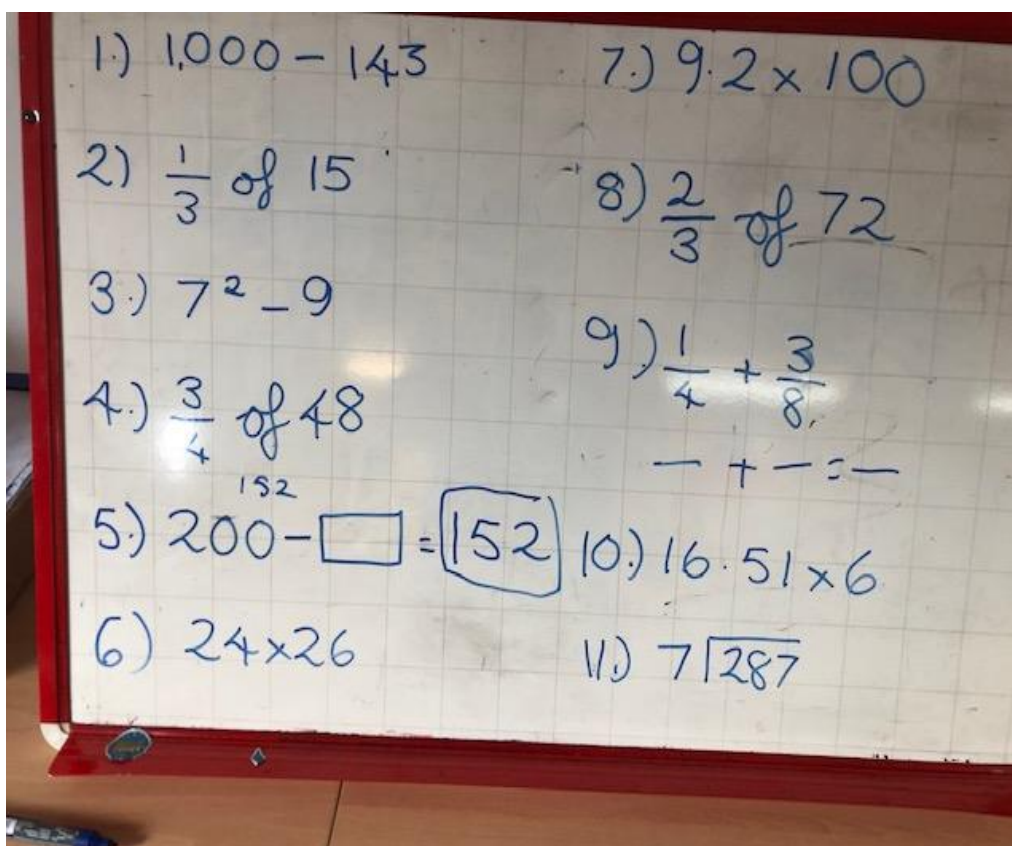 1.) 1,000 - 143
2) 1/3 of 15
3.) 7² - 9
4.) 3/4 of 48
152
5.) 200 - □ = 152
6) 24 × 26
7.) 9.2 × 100
8) 2/3 of 72
9.) 1/4 + 3/8
— + — = —
10.) 16.51 × 6
11.) 7 287